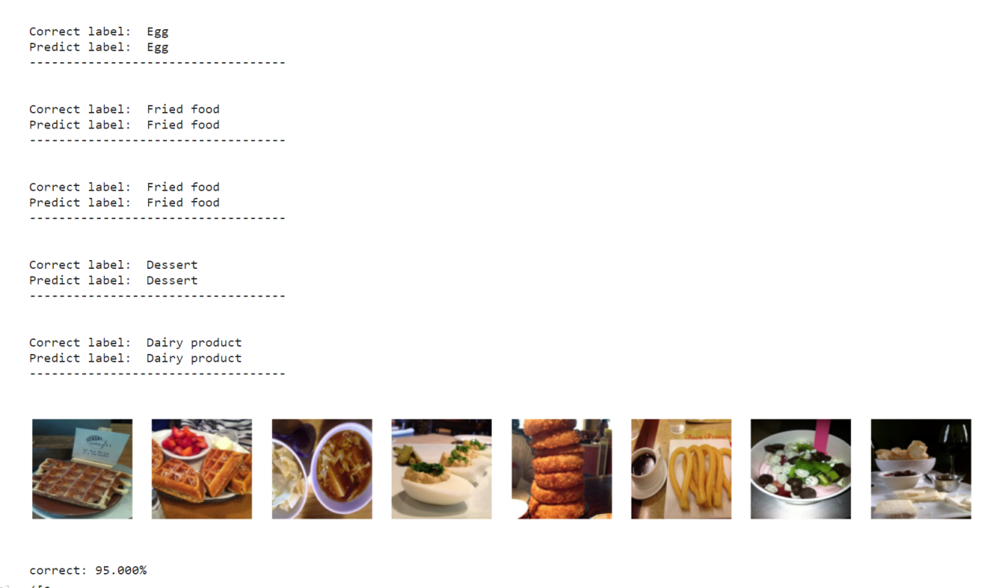 Correct label:  Egg
Predict label:  Egg
-----------------------------------
Correct label:  Fried food
Predict label:  Fried food
-----------------------------------
Correct label:  Fried food
Predict label:  Fried food
-----------------------------------
Correct label:  Dessert
Predict label:  Dessert
-----------------------------------
Correct label:  Dairy product
Predict label:  Dairy product
-----------------------------------
correct: 95.000%